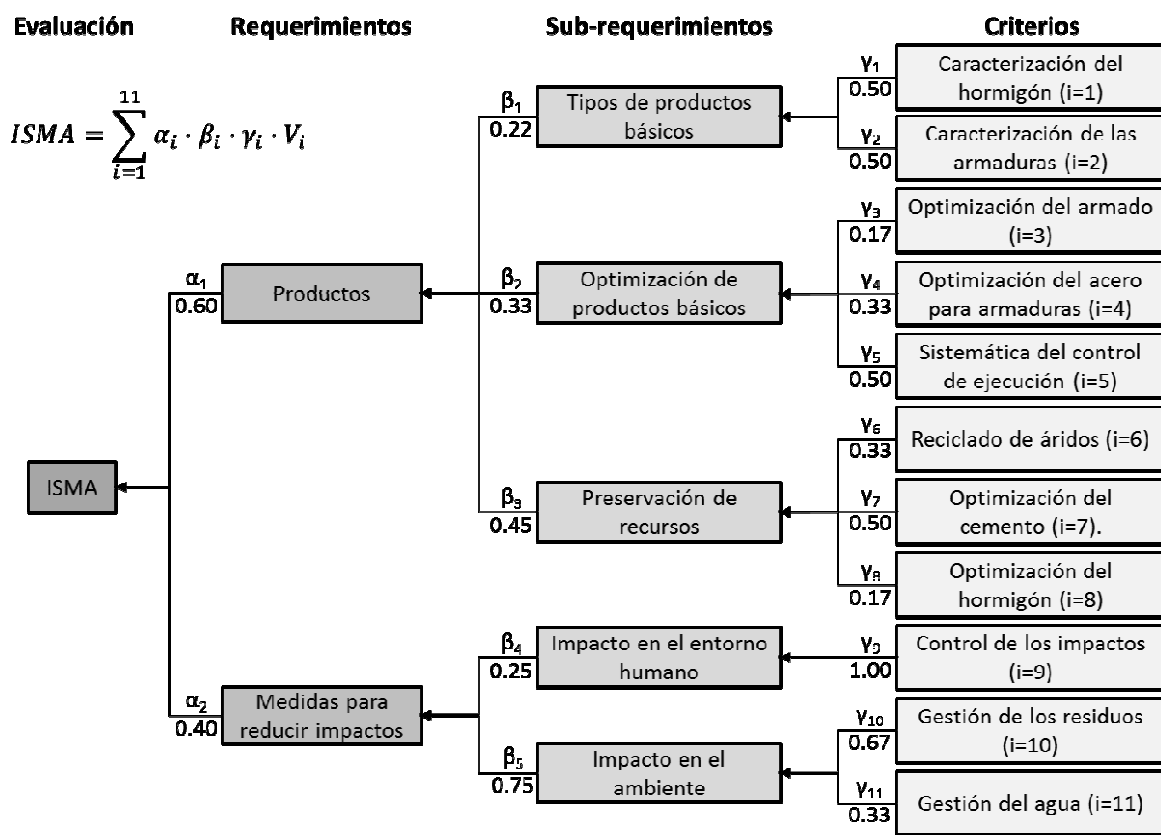 Evaluación
Requerimientos
Sub-requerimientos
Criterios
11
ISMA = ∑ αi · βi · γi · Vi
i=1
ISMA
α1
0.60
Productos
α2
0.40
Medidas para
reducir impactos
β1
0.22
Tipos de productos
básicos
β2
0.33
Optimización de
productos básicos
β3
0.45
Preservación de
recursos
β4
0.25
Impacto en el entorno
humano
β5
0.75
Impacto en el
ambiente
γ1
0.50
Caracterización del
hormigón (i=1)
γ2
0.50
Caracterización de las
armaduras (i=2)
γ3
0.17
Optimización del armado
(i=3)
γ4
0.33
Optimización del acero
para armaduras (i=4)
γ5
0.50
Sistemática del control
de ejecución (i=5)
γ6
0.33
Reciclado de áridos (i=6)
γ7
0.50
Optimización del
cemento (i=7).
γ8
0.17
Optimización del
hormigón (i=8)
γ9
1.00
Control de los impactos
(i=9)
γ10
0.67
Gestión de los residuos
(i=10)
γ11
0.33
Gestión del agua (i=11)